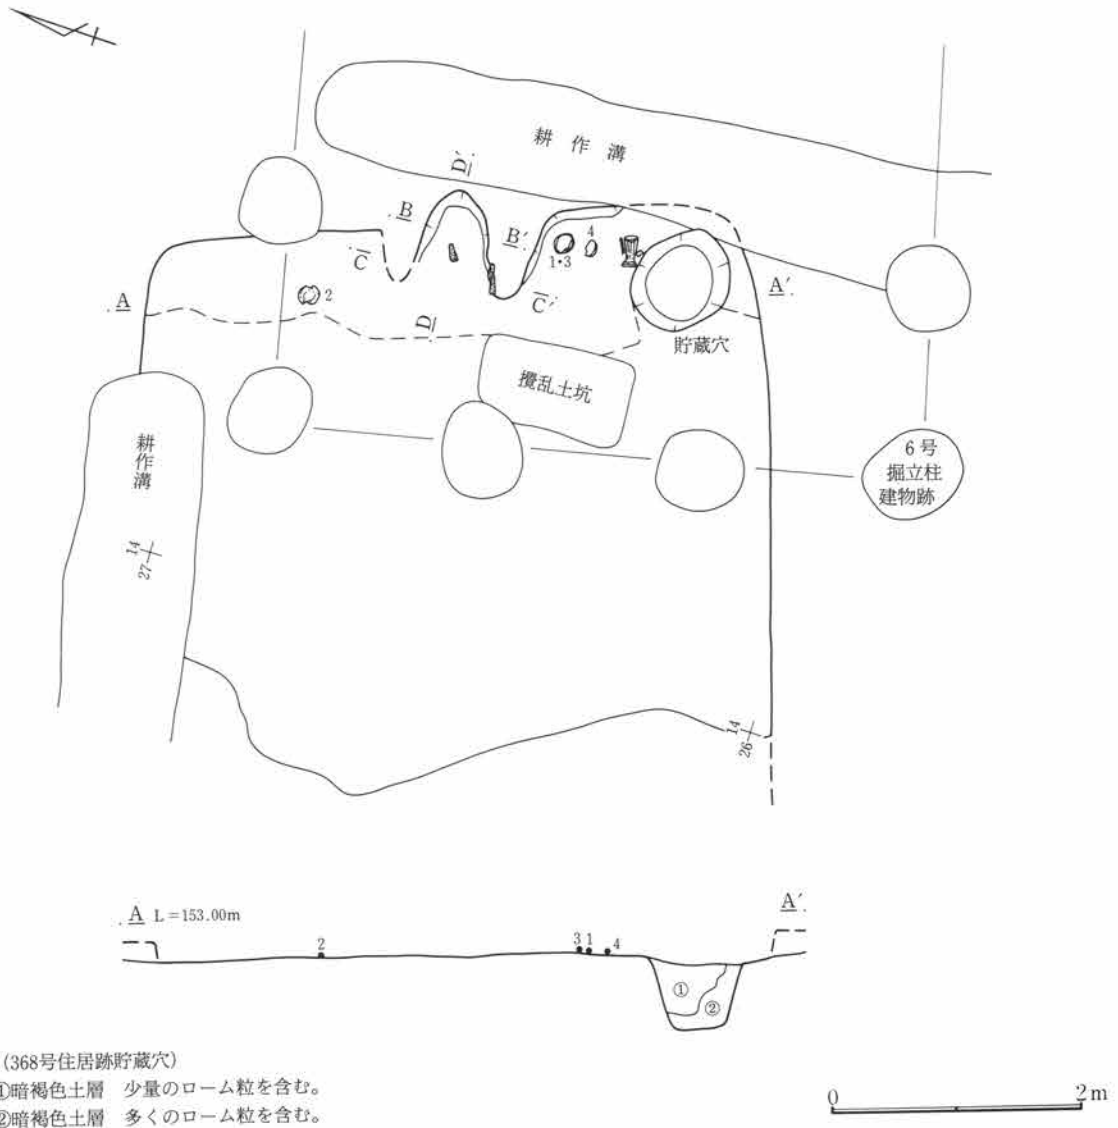 耕作溝
D′
B
B′
4
1・3
C
C′
2
A
A′
D
貯蔵穴
攪乱土坑
耕作溝
6号
掘立柱
建物跡
14
27
14
26
A L=153.00m
A′
2
3 1 4
①
②
(368号住居跡貯蔵穴)
①暗褐色土層 少量のローム粒を含む。
②暗褐色土層 多くのローム粒を含む。
0 2m